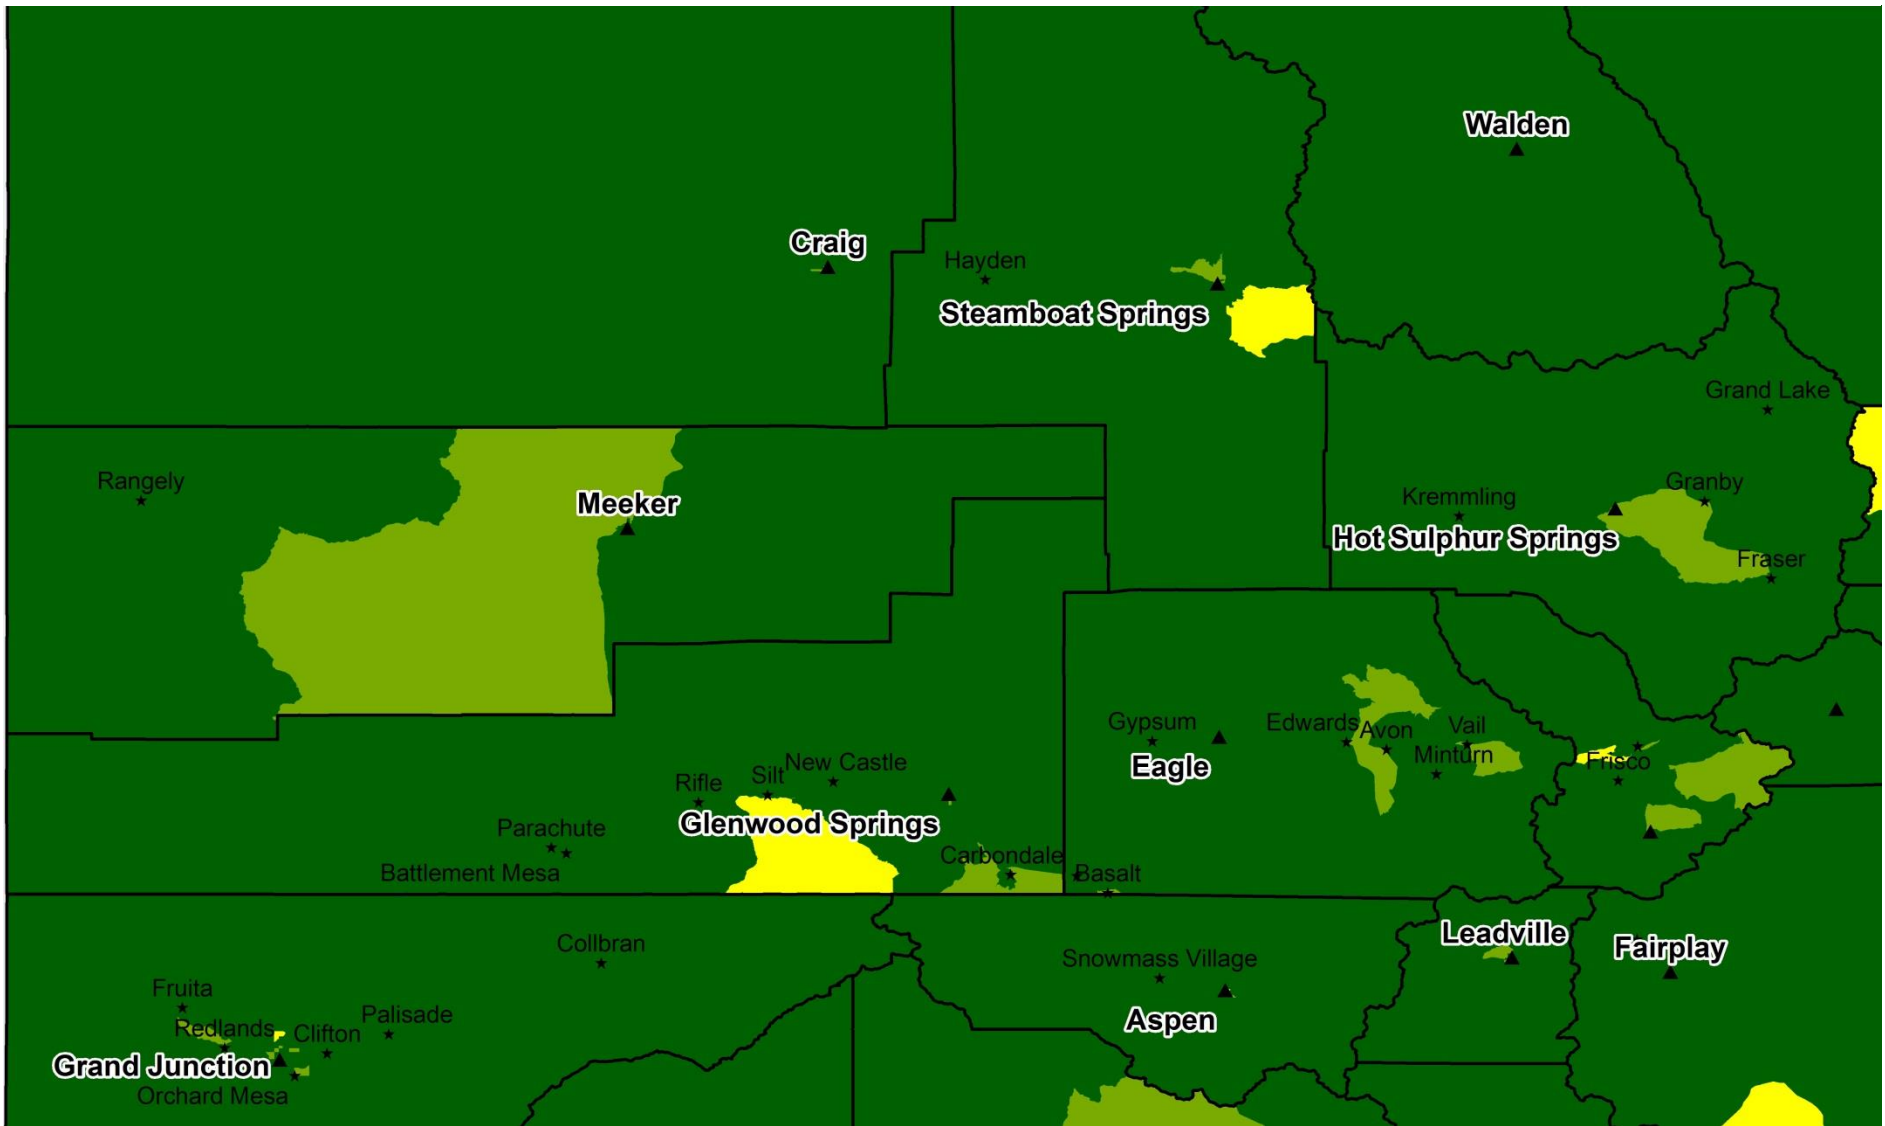 Walden
Craig
Hayden
Steamboat Springs
Grand Lake
Rangely
Meeker
Granby
Kremmling
Hot Sulphur Springs
Fraser
Gypsum
Edwards
Avon
Vail
Minturn
Frisco
Eagle
New Castle
Silt
Rifle
Glenwood Springs
Parachute
Battlement Mesa
Carbondale
Basalt
Leadville
Fairplay
Collbran
Snowmass Village
Aspen
Fruita
Palisade
Redlands
Clifton
Grand Junction
Orchard Mesa